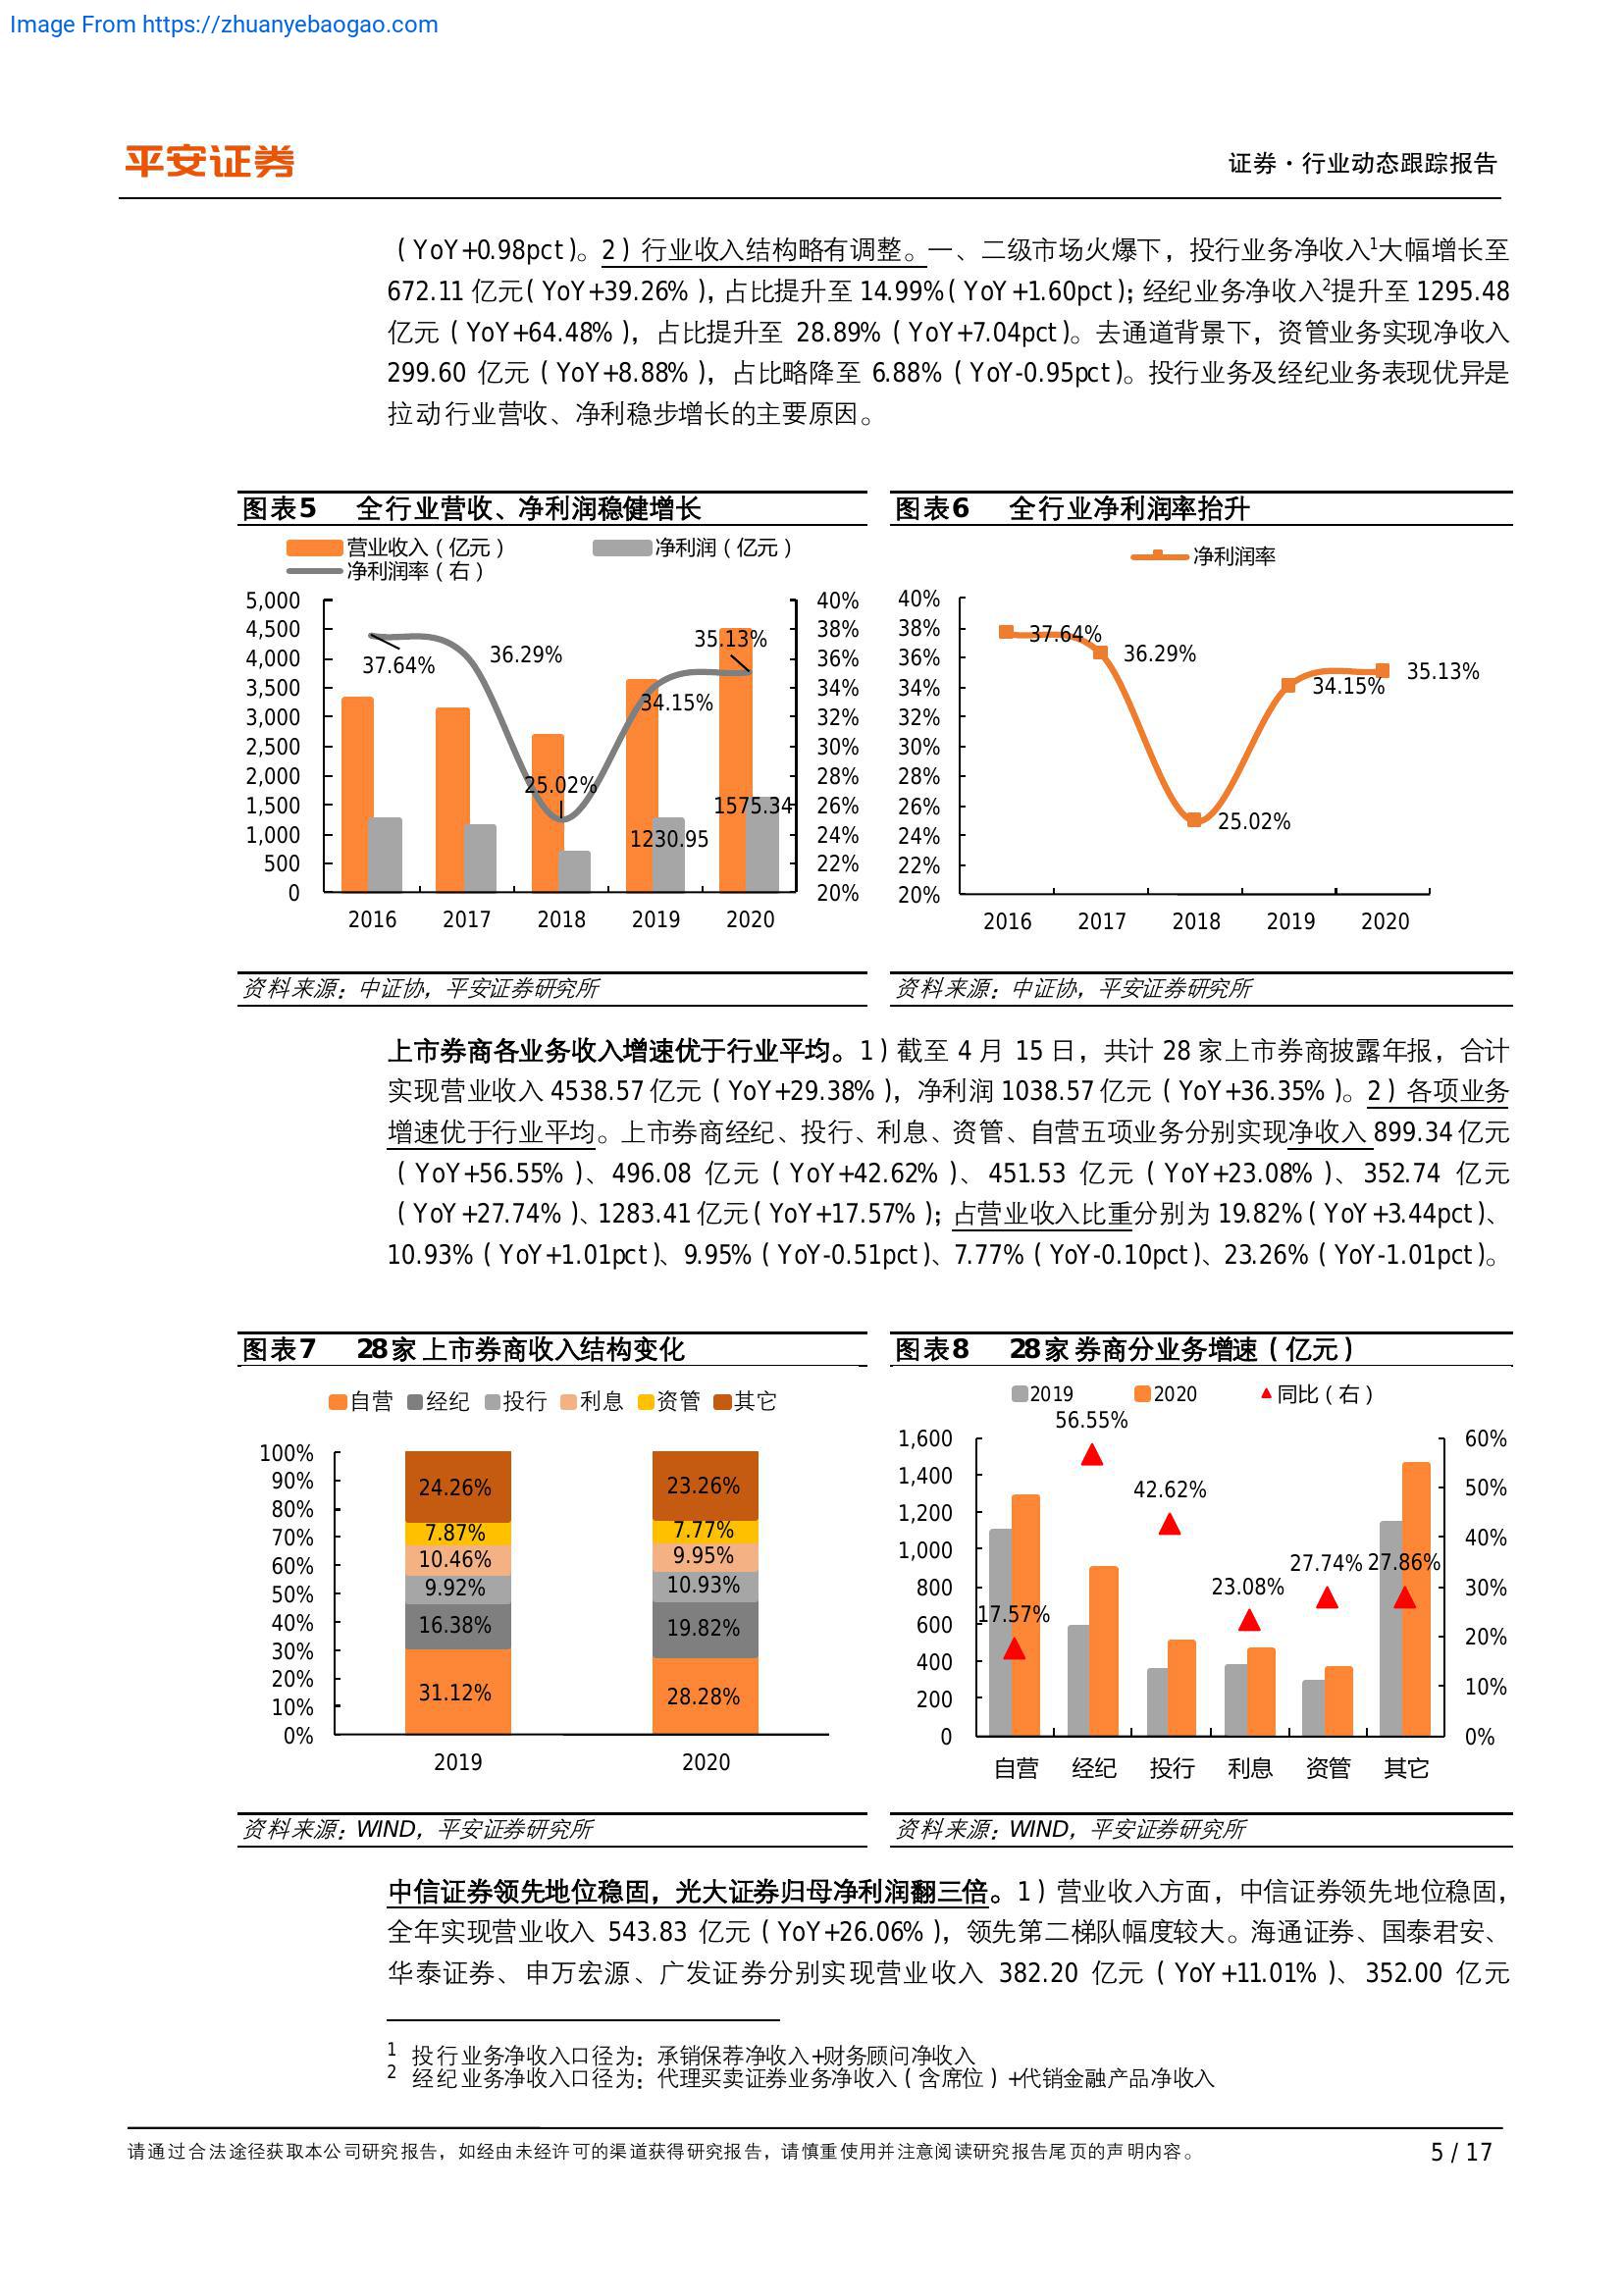 Image From https://zhuanyebaogao.com
平安证券
证券·行业动态跟踪报告
（YoY+0.98pct）。2）行业收入结构略有调整。一、二级市场火爆下，投行业务净收入1大幅增长至
672.11 亿元（YoY+39.26%），占比提升至 14.99%（YoY+1.60pct）；经纪业务净收入2提升至 1295.48
亿元（YoY+64.48%），占比提升至 28.89%（YoY+7.04pct）。去通道背景下，资管业务实现净收入
299.60 亿元（YoY+8.88%），占比略降至 6.88%（YoY-0.95pct）。投行业务及经纪业务表现优异是
拉动行业营收、净利稳步增长的主要原因。
图表5 全行业营收、净利润稳健增长
营业收入（亿元） 净利润（亿元）
净利润率（右）
5,000
4,500
4,000
3,500
3,000
2,500
2,000
1,500
1,000
500
0
37.64%
36.29%
25.02%
34.15%
35.13%
1230.95
1575.34
40%
38%
36%
34%
32%
30%
28%
26%
24%
22%
20%
2016 2017 2018 2019 2020
资料来源：中证协，平安证券研究所
图表6 全行业净利润率抬升
净利润率
40%
38%
36%
34%
32%
30%
28%
26%
24%
22%
20%
37.64%
36.29%
25.02%
34.15%
35.13%
2016 2017 2018 2019 2020
资料来源：中证协，平安证券研究所
上市券商各业务收入增速优于行业平均。1）截至 4 月 15 日，共计 28 家上市券商披露年报，合计
实现营业收入 4538.57 亿元（YoY+29.38%），净利润 1038.57 亿元（YoY+36.35%）。2）各项业务
增速优于行业平均。上市券商经纪、投行、利息、资管、自营五项业务分别实现净收入 899.34 亿元
（YoY+56.55%）、496.08 亿元（YoY+42.62%）、451.53 亿元（YoY+23.08%）、352.74 亿元
（YoY+27.74%）、1283.41 亿元（YoY+17.57%）；占营业收入比重分别为 19.82%（YoY+3.44pct）、
10.93%（YoY+1.01pct）、9.95%（YoY-0.51pct）、7.77%（YoY-0.10pct）、23.26%（YoY-1.01pct）。
图表7 28家上市券商收入结构变化
自营 经纪 投行 利息 资管 其它
100%
90%
80%
70%
60%
50%
40%
30%
20%
10%
0%
24.26%
7.87%
10.46%
9.92%
16.38%
31.12%
23.26%
7.77%
9.95%
10.93%
19.82%
28.28%
2019 2020
资料来源：WIND，平安证券研究所
图表8 28家券商分业务增速（亿元）
2019 2020 同比（右）
1,600
1,400
1,200
1,000
800
600
400
200
0
17.57%
56.55%
42.62%
23.08%
27.74%
27.86%
60%
50%
40%
30%
20%
10%
0%
自营 经纪 投行 利息 资管 其它
资料来源：WIND，平安证券研究所
中信证券领先地位稳固，光大证券归母净利润翻三倍。1）营业收入方面，中信证券领先地位稳固，
全年实现营业收入 543.83 亿元（YoY+26.06%），领先第二梯队幅度较大。海通证券、国泰君安、
华泰证券、申万宏源、广发证券分别实现营业收入 382.20 亿元（YoY+11.01%）、352.00 亿元
1 投行业务净收入口径为：承销保荐净收入+财务顾问净收入
2 经纪业务净收入口径为：代理买卖证券业务净收入（含席位）+代销金融产品净收入
请通过合法途径获取本公司研究报告，如经由未经许可的渠道获得研究报告，请慎重使用并注意阅读研究报告尾页的声明内容。
5 / 17